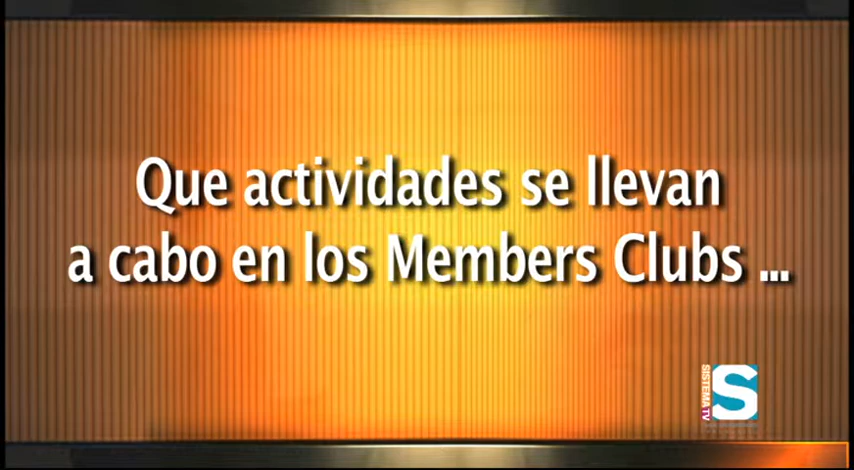 Que actividades se llevan
a cabo en los Members Clubs ...
SISTEMA TV
S